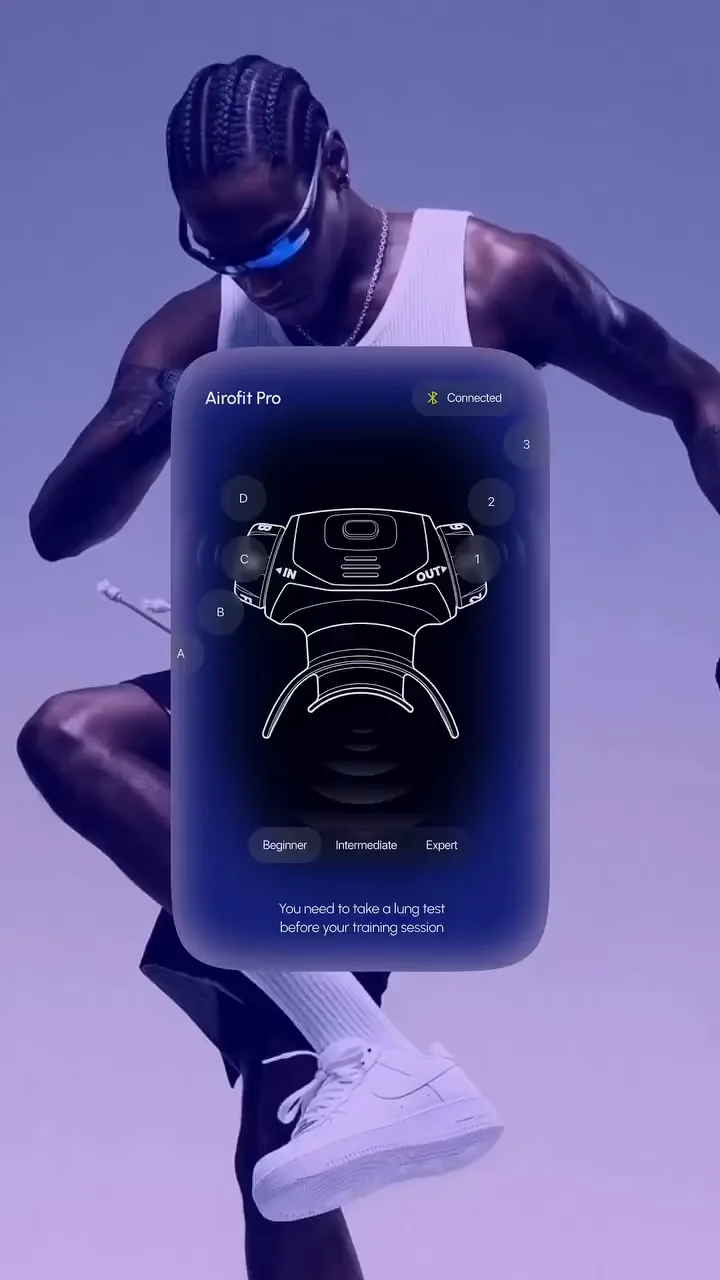 Airofit Pro
Connected
3
D
2
C
1
IN
OUT
B
A
Beginner
Intermediate
Expert
You need to take a lung test
before your training session